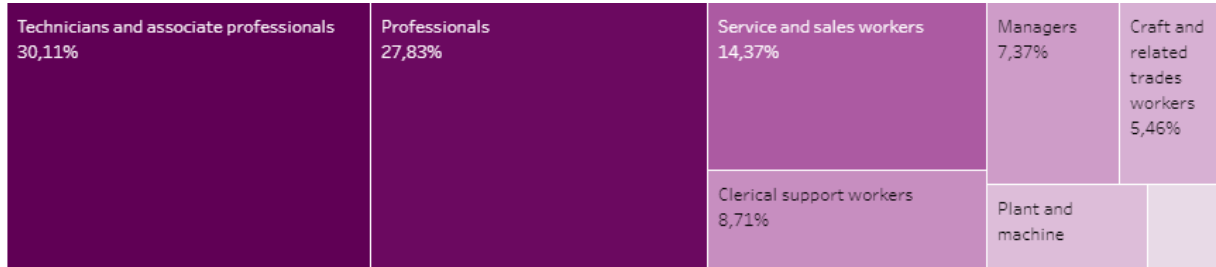 Technicians and associate professionals
30,11%
Professionals
27,83%
Service and sales workers
14,37%
Clerical support workers
8,71%
Managers
7,37%
Craft and
related
trades
workers
5,46%
Plant and
machine